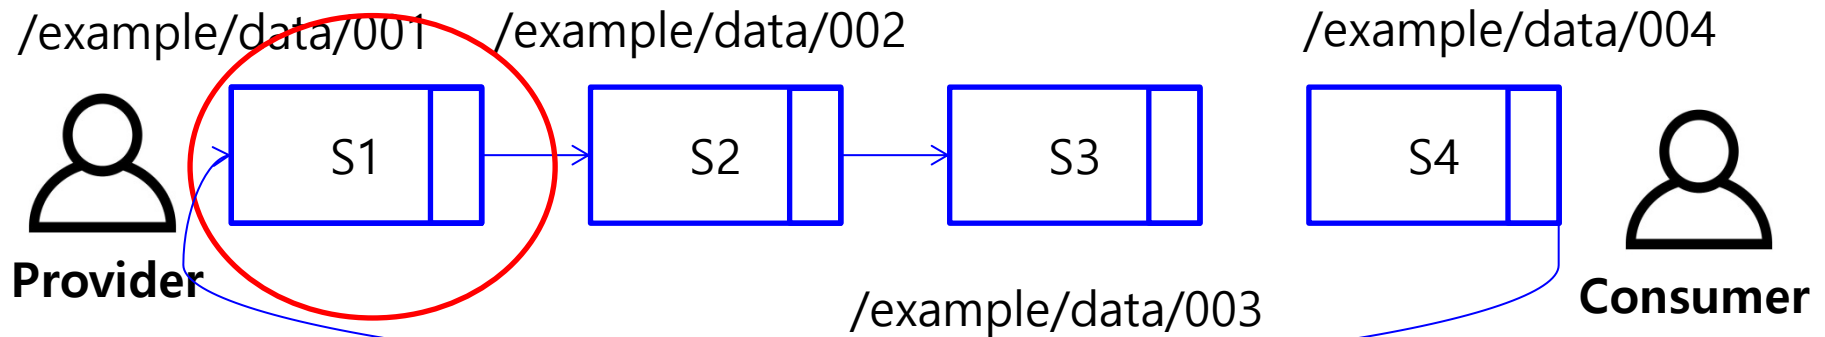 /example/data/001
/example/data/002
/example/data/004
S1
S2
S3
S4
Provider
/example/data/003
Consumer